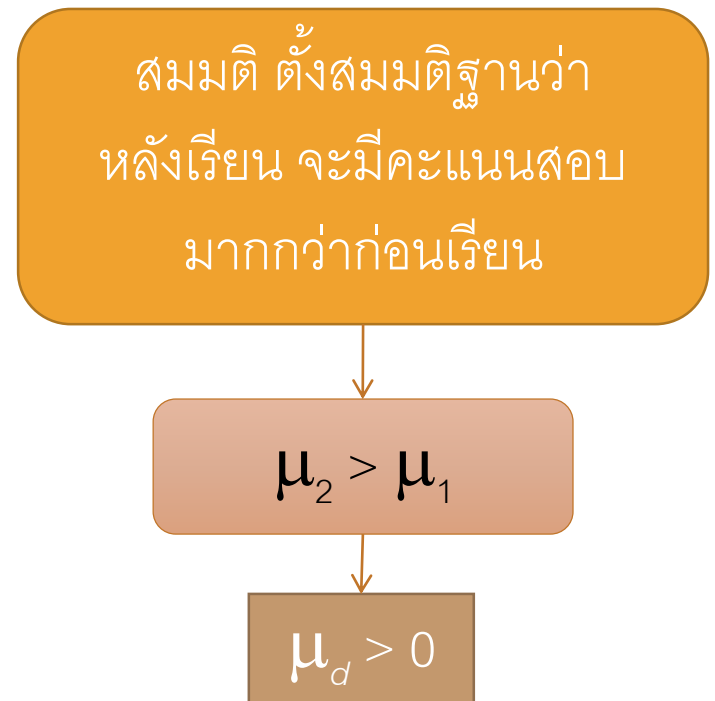 สมมติ ตั้งสมมติฐานว่า
หลังเรียน จะมีคะแนนสอบ
มากกว่าก่อนเรียน
μ₂ > μ₁
μ_d > 0